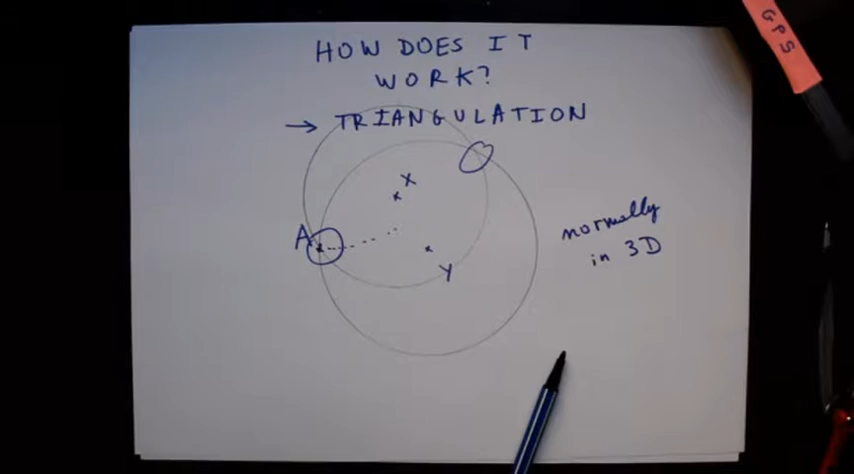 HOW DOES IT
WORK?
→ TRIANGULATION
X
A
Y
normally
in 3D
GPS